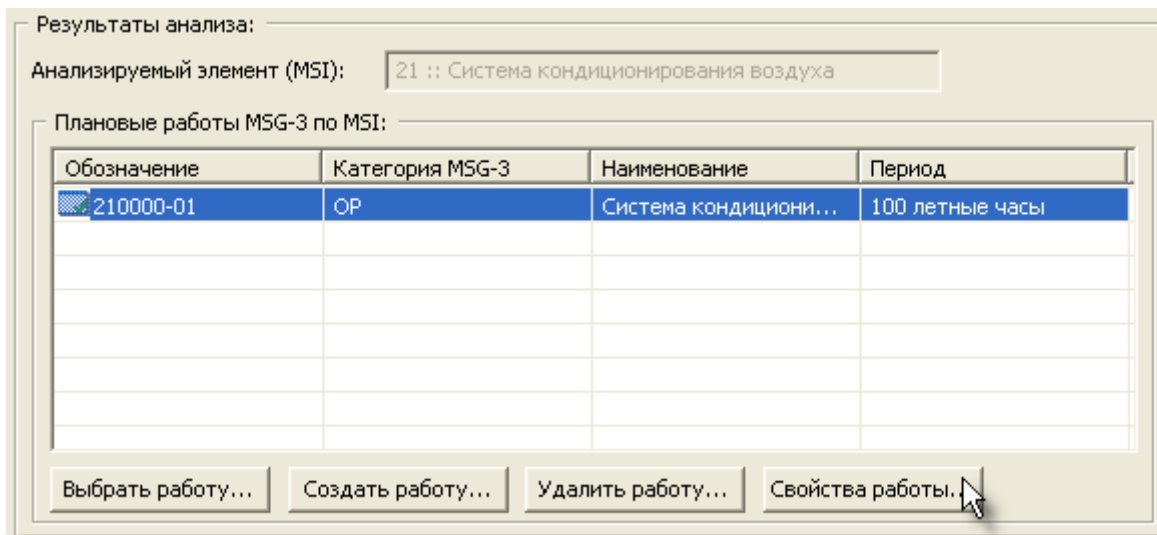 Результаты анализа:
Анализируемый элемент (MSI): 21 :: Система кондиционирования воздуха
Плановые работы MSG-3 по MSI:
Обозначение Категория MSG-3 Наименование Период
210000-01 OP Система кондициони... 100 летные часы
Выбрать работу... Создать работу... Удалить работу... Свойства работы...